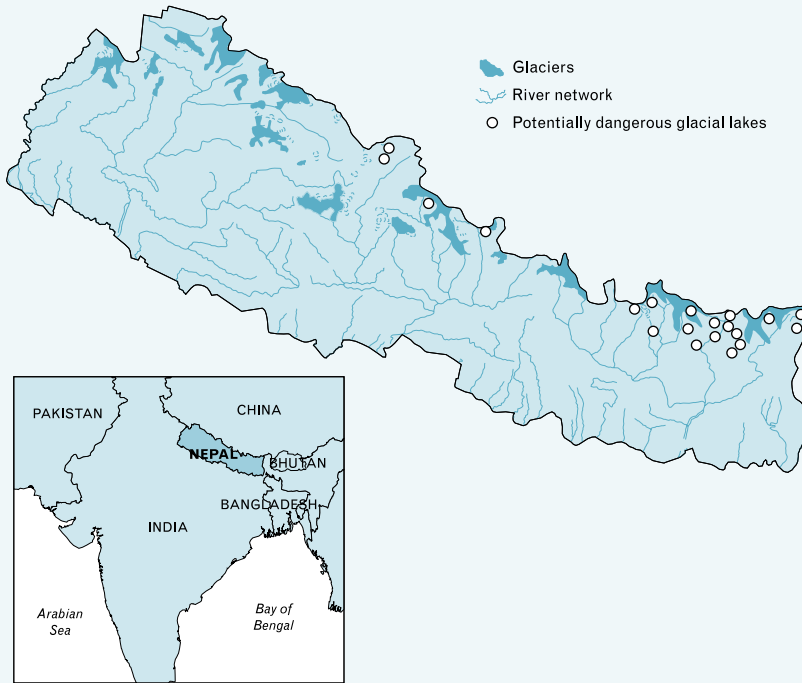 Glaciers
River network
Potentially dangerous glacial lakes
PAKISTAN
CHINA
NEPAL
BHUTAN
BANGLADESH
INDIA
Arabian
Sea
Bay of
Bengal